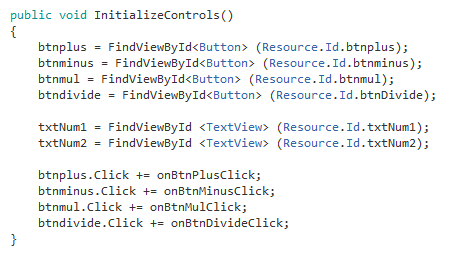 public void InitializeControls()
{
    btnplus = FindViewById<Button> (Resource.Id.btnplus);
    btnminus = FindViewById<Button> (Resource.Id.btnminus);
    btnmul = FindViewById<Button> (Resource.Id.btnmul);
    btndivide = FindViewById<Button> (Resource.Id.btnDivide);

    txtNum1 = FindViewById <TextView> (Resource.Id.txtNum1);
    txtNum2 = FindViewById <TextView> (Resource.Id.txtNum2);

    btnplus.Click += onBtnPlusClick;
    btnminus.Click += onBtnMinusClick;
    btnmul.Click += onBtnMulClick;
    btndivide.Click += onBtnDivideClick;
}